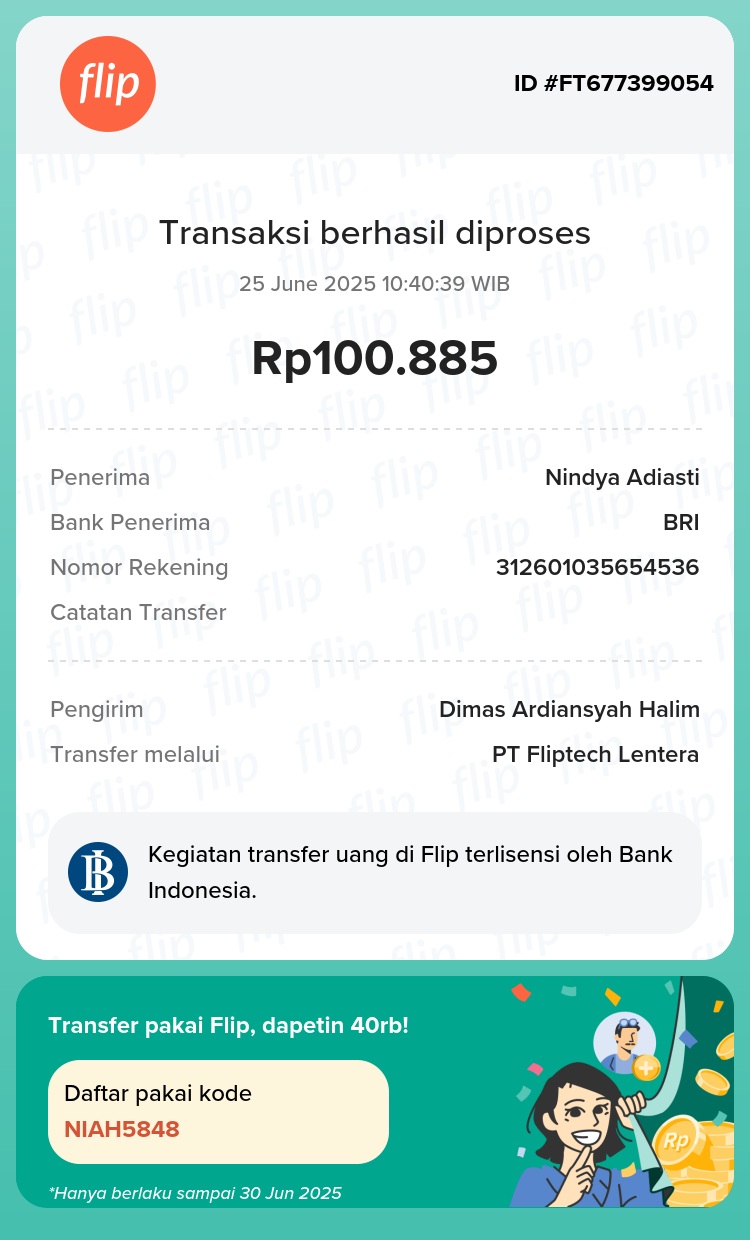 flip
ID #FT677399054
Transaksi berhasil diproses
25 June 2025 10:40:39 WIB
Rp100.885
Penerima Nindya Adiasti
Bank Penerima BRI
Nomor Rekening 312601035654536
Catatan Transfer
Pengirim Dimas Ardiansyah Halim
Transfer melalui PT Fliptech Lentera
Kegiatan transfer uang di Flip terlisensi oleh Bank
Indonesia.
Transfer pakai Flip, dapetin 40rb!
Daftar pakai kode
NIAH5848
*Hanya berlaku sampai 30 Jun 2025
Rp